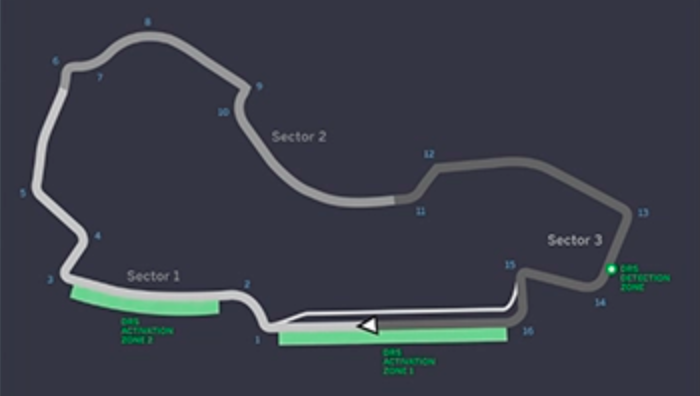 8
6
7
9
10
Sector 2
12
5
11
13
4
Sector 3
15
DRS
DETECTION
ZONE
3
Sector 1
2
14
DRS
ACTIVATION
ZONE 2
1
16
DRS
ACTIVATION
ZONE 1